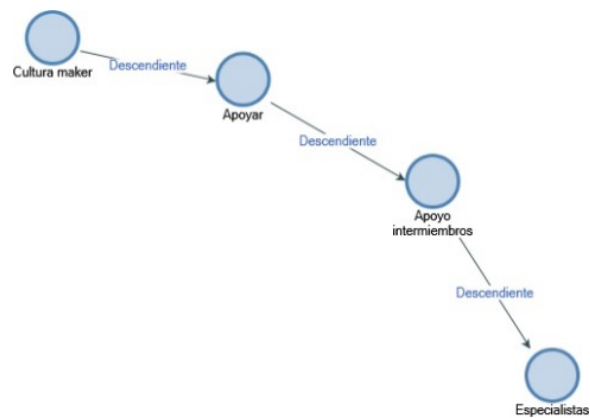 Cultura maker
Descendiente
Apoyar
Descendiente
Apoyo
intermiembros
Descendiente
Especialistas